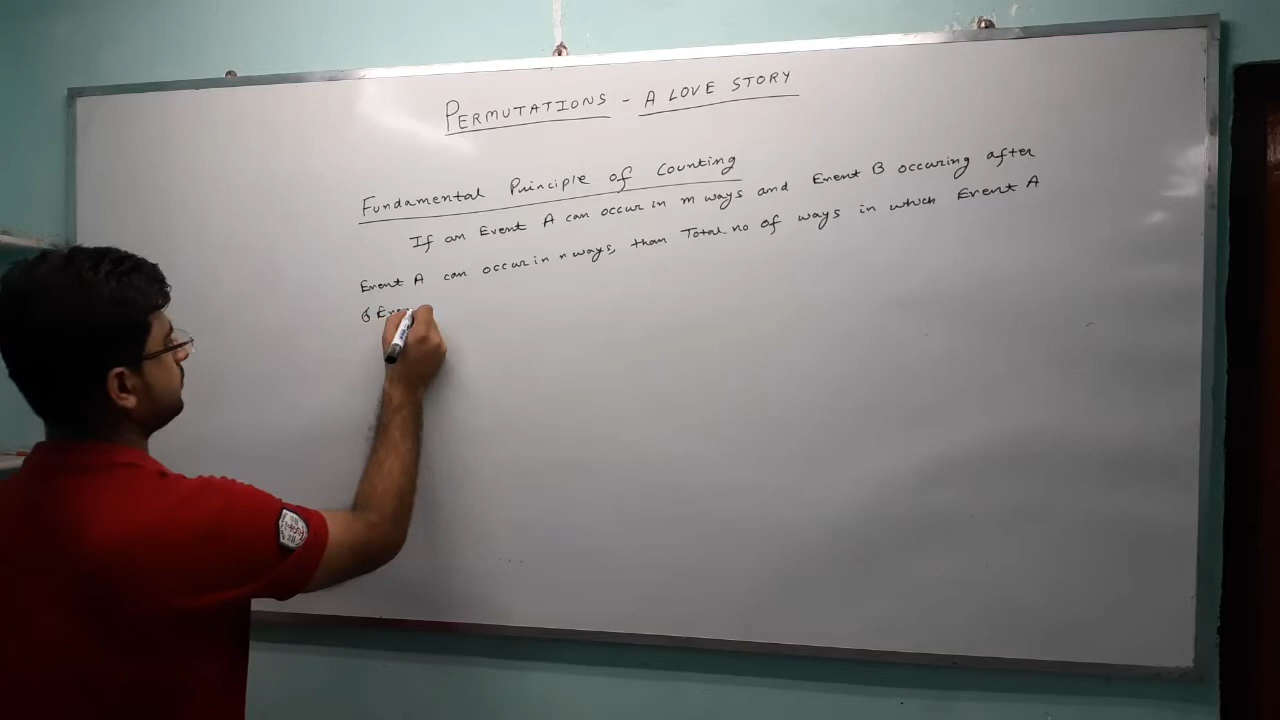 PERMUTATIONS - A LOVE STORY
Fundamental Principle of Counting
If an Event A can occur in m ways and Event B occuring after
Event A can occur in n ways, than Total no of ways in which Event A
&